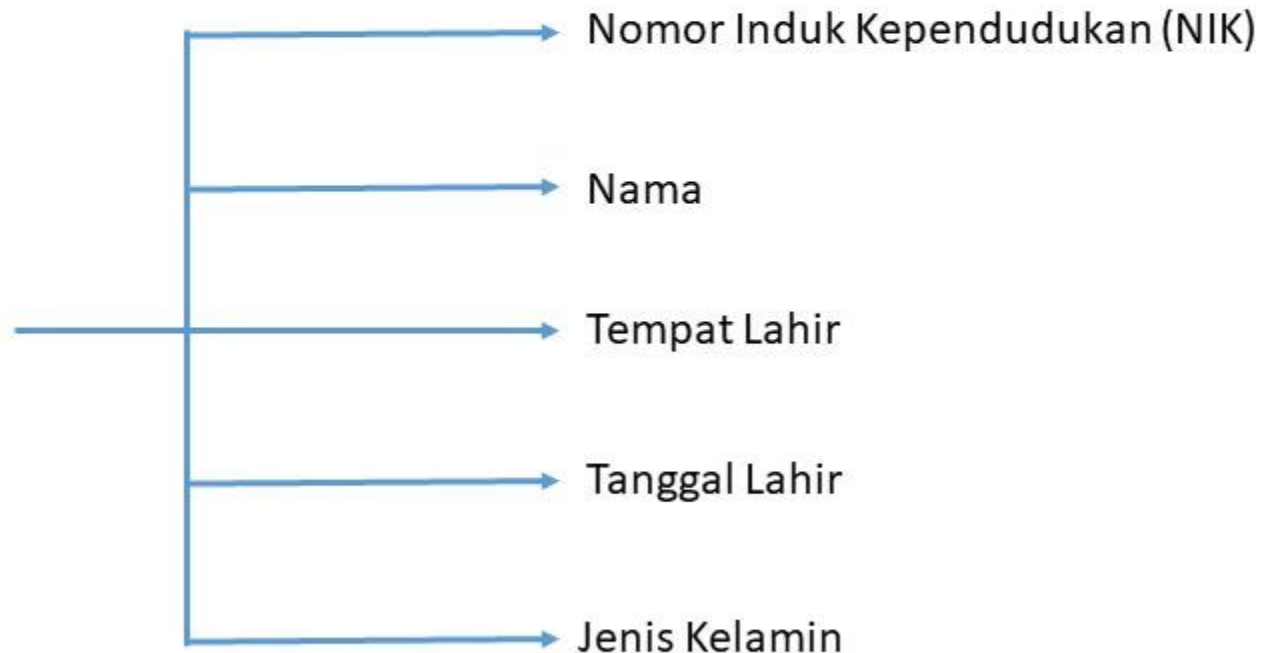 Nomor Induk Kependudukan (NIK)
Nama
Tempat Lahir
Tanggal Lahir
Jenis Kelamin